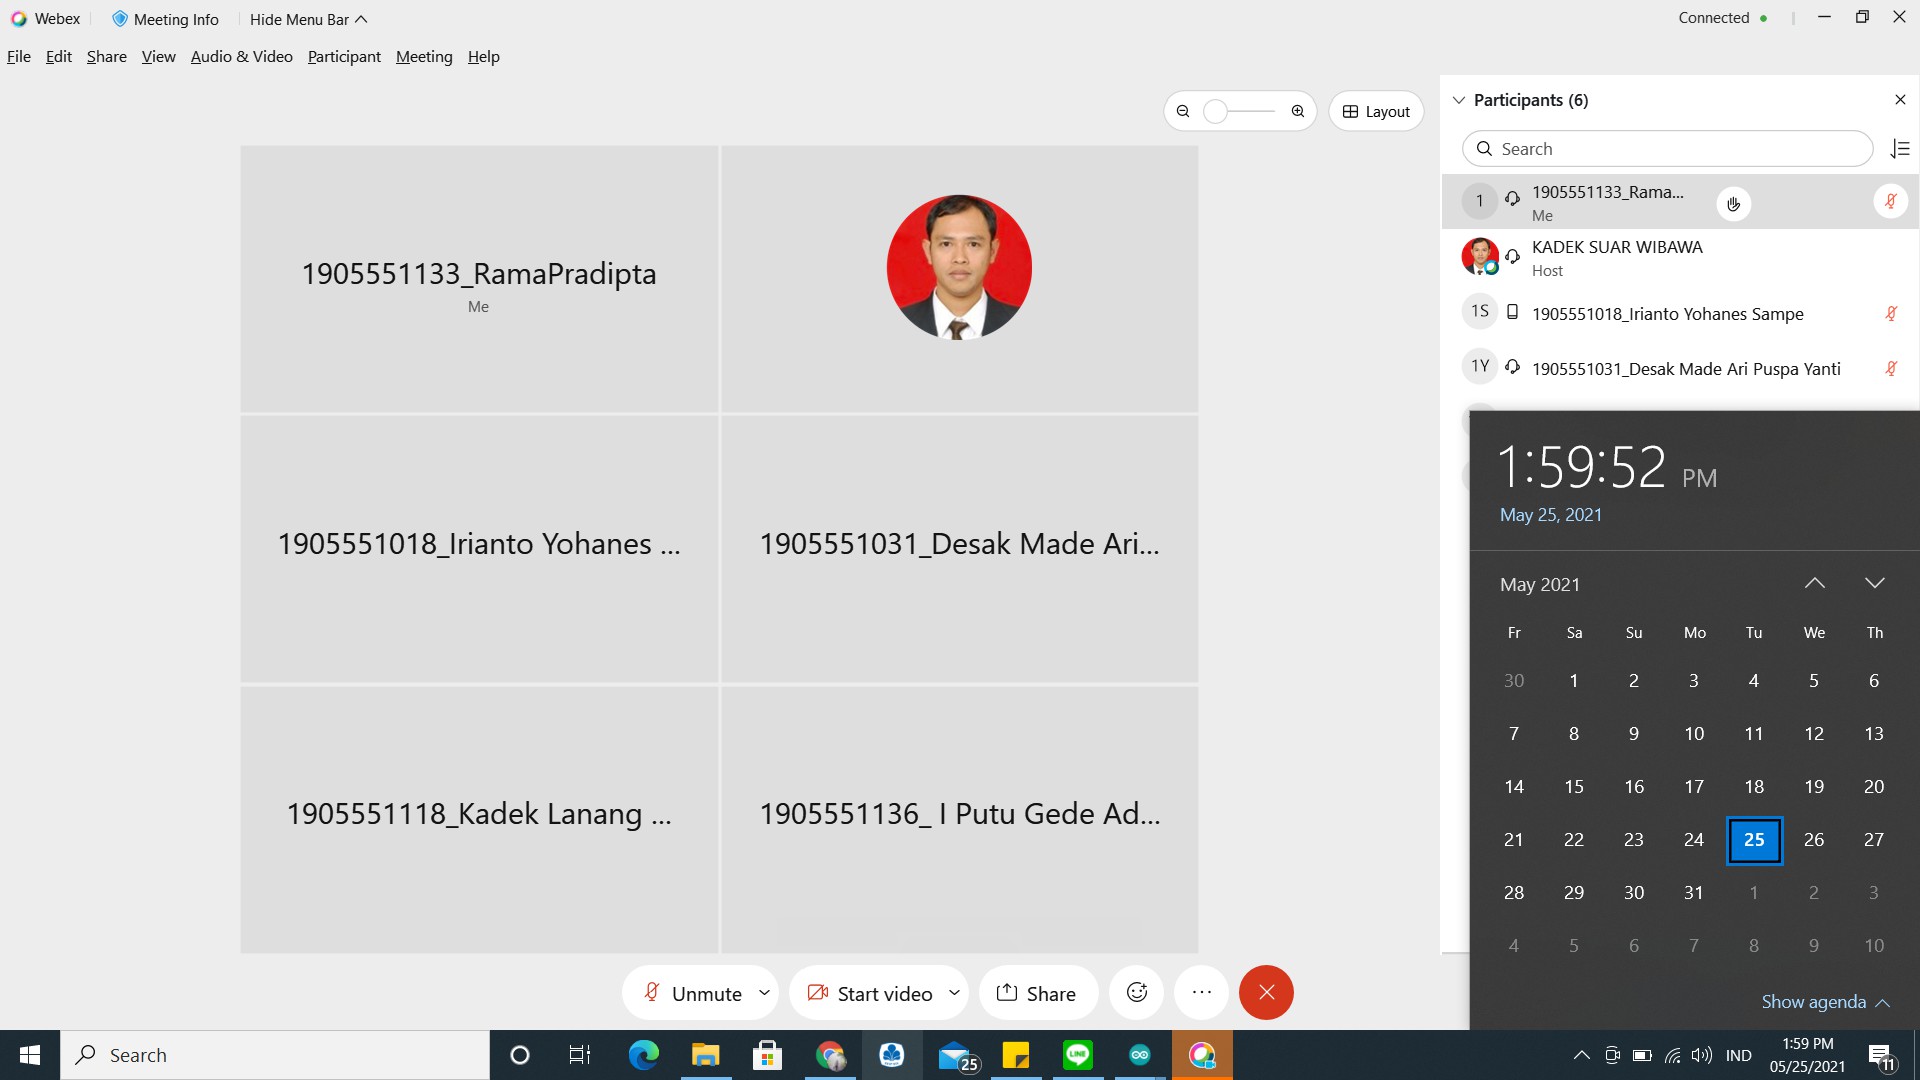 Webex
Meeting Info
Hide Menu Bar
Connected
File Edit Share View Audio & Video Participant Meeting Help
Layout
Participants (6)
Search
1 1905551133_Rama...
Me
KADEK SUAR WIBAWA
Host
1S 1905551018_Irianto Yohanes Sampe
1Y 1905551031_Desak Made Ari Puspa Yanti
1905551133_RamaPradipta
Me
1905551018_Irianto Yohanes ...
1905551031_Desak Made Ari...
1905551118_Kadek Lanang ...
1905551136_ I Putu Gede Ad...
1:59:52 PM
May 25, 2021
May 2021
Fr Sa Su Mo Tu We Th
30 1 2 3 4 5 6
7 8 9 10 11 12 13
14 15 16 17 18 19 20
21 22 23 24 25 26 27
28 29 30 31 1 2 3
4 5 6 7 8 9 10
Show agenda
Unmute
Start video
Share
Search
25
LINE
IND
1:59 PM
05/25/2021
11